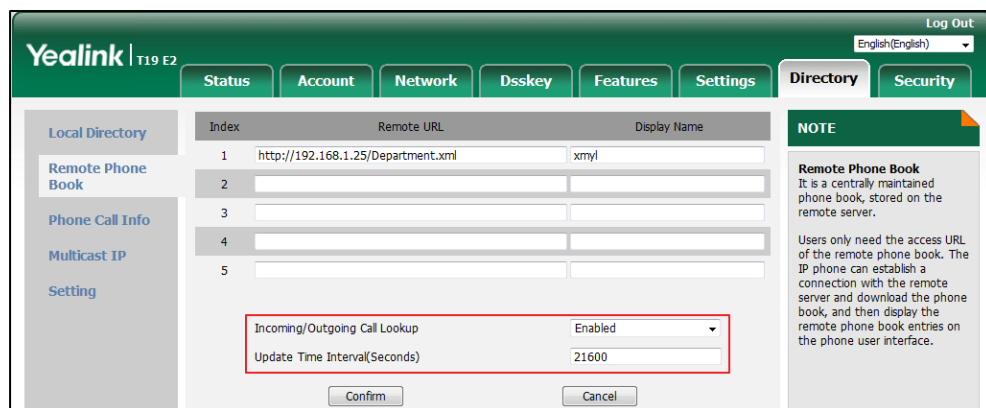 Log Out
English(English)
Yealink T19 E2
Status Account Network Dsskey Features Settings Directory Security
Local Directory
Remote Phone
Book
Phone Call Info
Multicast IP
Setting
Index Remote URL Display Name
1 http://192.168.1.25/Department.xml xmyl
2
3
4
5
Incoming/Outgoing Call Lookup Enabled
Update Time Interval(Seconds) 21600
Confirm Cancel
NOTE
Remote Phone Book
It is a centrally maintained
phone book, stored on the
remote server.
Users only need the access URL
of the remote phone book. The
IP phone can establish a
connection with the remote
server and download the phone
book, and then display the
remote phone book entries on
the phone user interface.